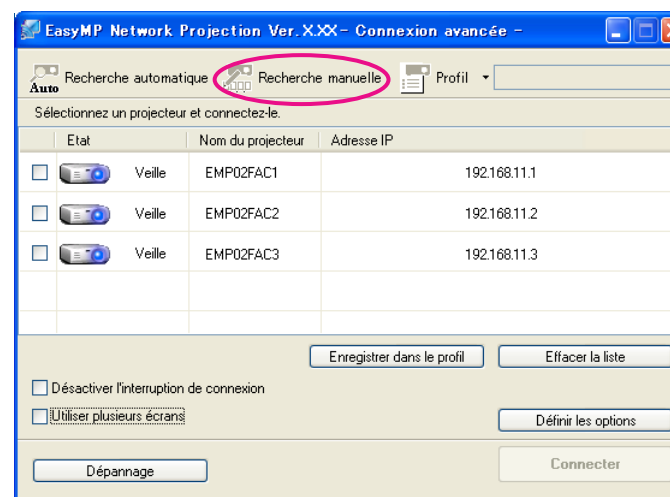 EasyMP Network Projection Ver. X.XX – Connexion avancée –
Auto Recherche automatique Recherche manuelle Profil
Sélectionnez un projecteur et connectez-le.
Etat Nom du projecteur Adresse IP
Veille EMP02FAC1 192.168.11.1
Veille EMP02FAC2 192.168.11.2
Veille EMP02FAC3 192.168.11.3
Enregistrer dans le profil Effacer la liste
Désactiver l'interruption de connexion
Utiliser plusieurs écrans
Définir les options
Dépannage Connecter